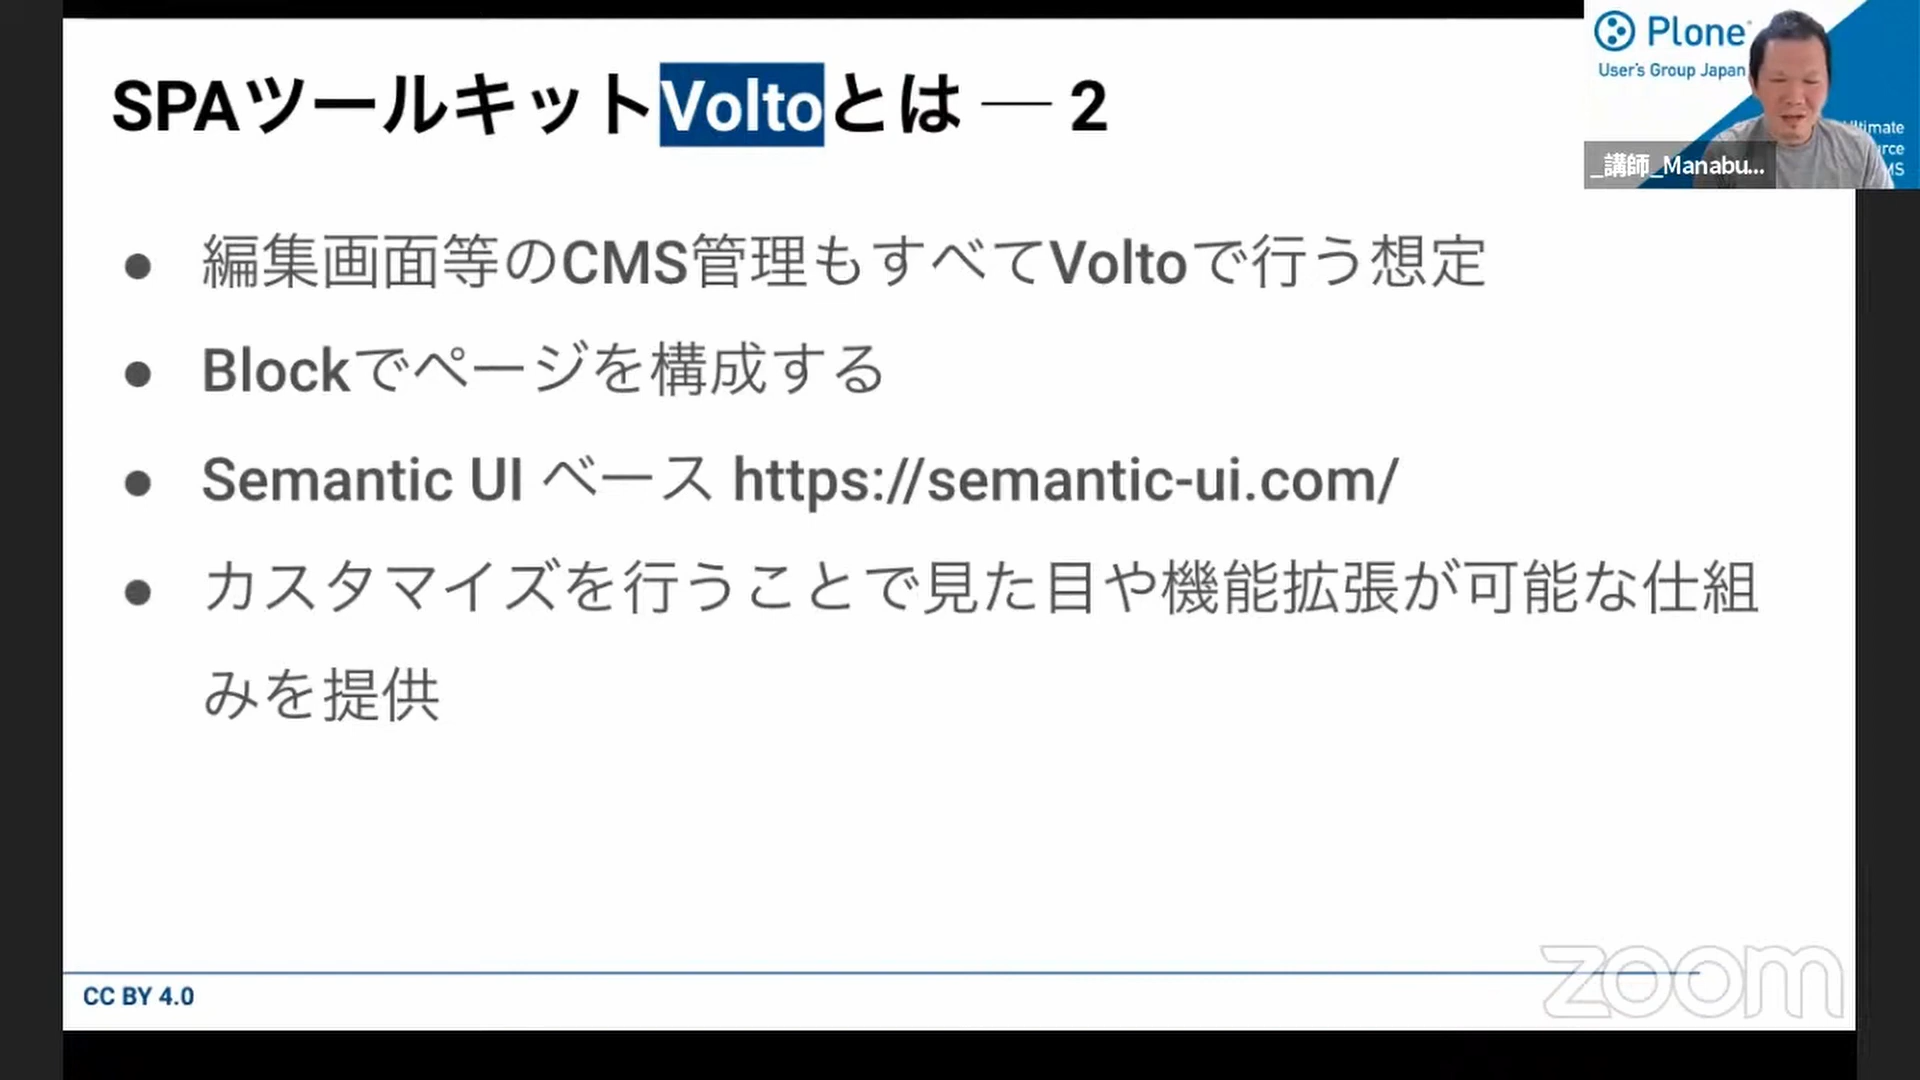 SPAツールキットVoltoとは ─ 2
● 編集画面等のCMS管理もすべてVoltoで行う想定
● Blockでページを構成する
● Semantic UI ベース https://semantic-ui.com/
● カスタマイズを行うことで見た目や機能拡張が可能な仕組
みを提供
CC BY 4.0
Plone
User's Group Japan
_講師_Manabu...
zoom